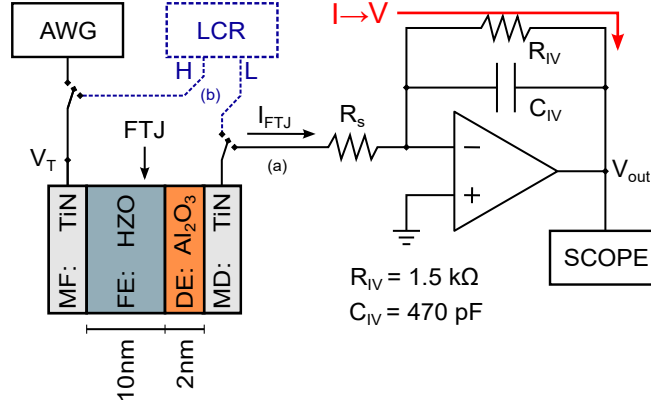 AWG
LCR
I→V
R_IV
H
L
(b)
C_IV
FTJ
I_FTJ
R_s
(a)
V_T
−
+
V_out
MF: TiN
FE: HZO
DE: Al₂O₃
MD: TiN
SCOPE
R_IV = 1.5 kΩ
C_IV = 470 pF
10nm
2nm